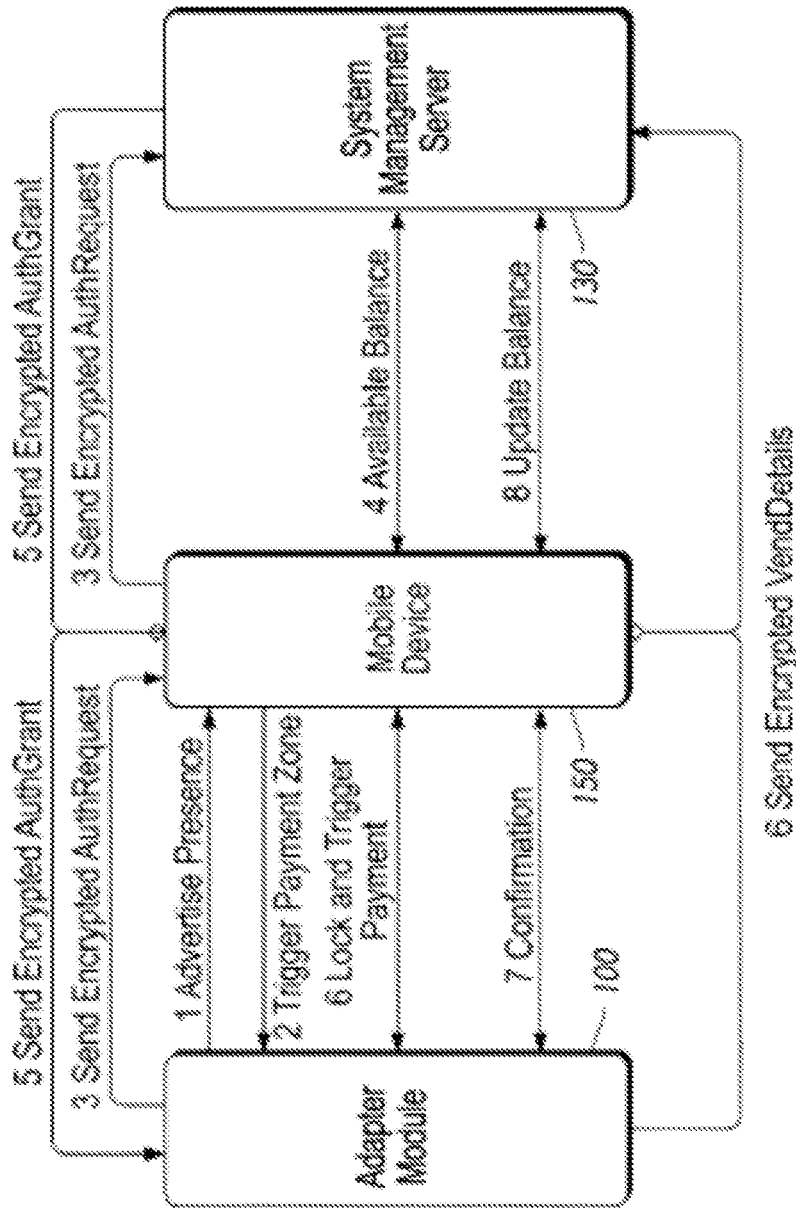 5 Send Encrypted AuthGrant
5 Send Encrypted AuthGrant
3 Send Encrypted AuthRequest
3 Send Encrypted AuthRequest
Adapter
Module
100
1 Advertise Presence
2 Trigger Payment Zone
6 Lock and Trigger
Payment
7 Confirmation
Mobile
Device
150
4 Available Balance
8 Update Balance
System
Management
Server
130
6 Send Encrypted VendDetails